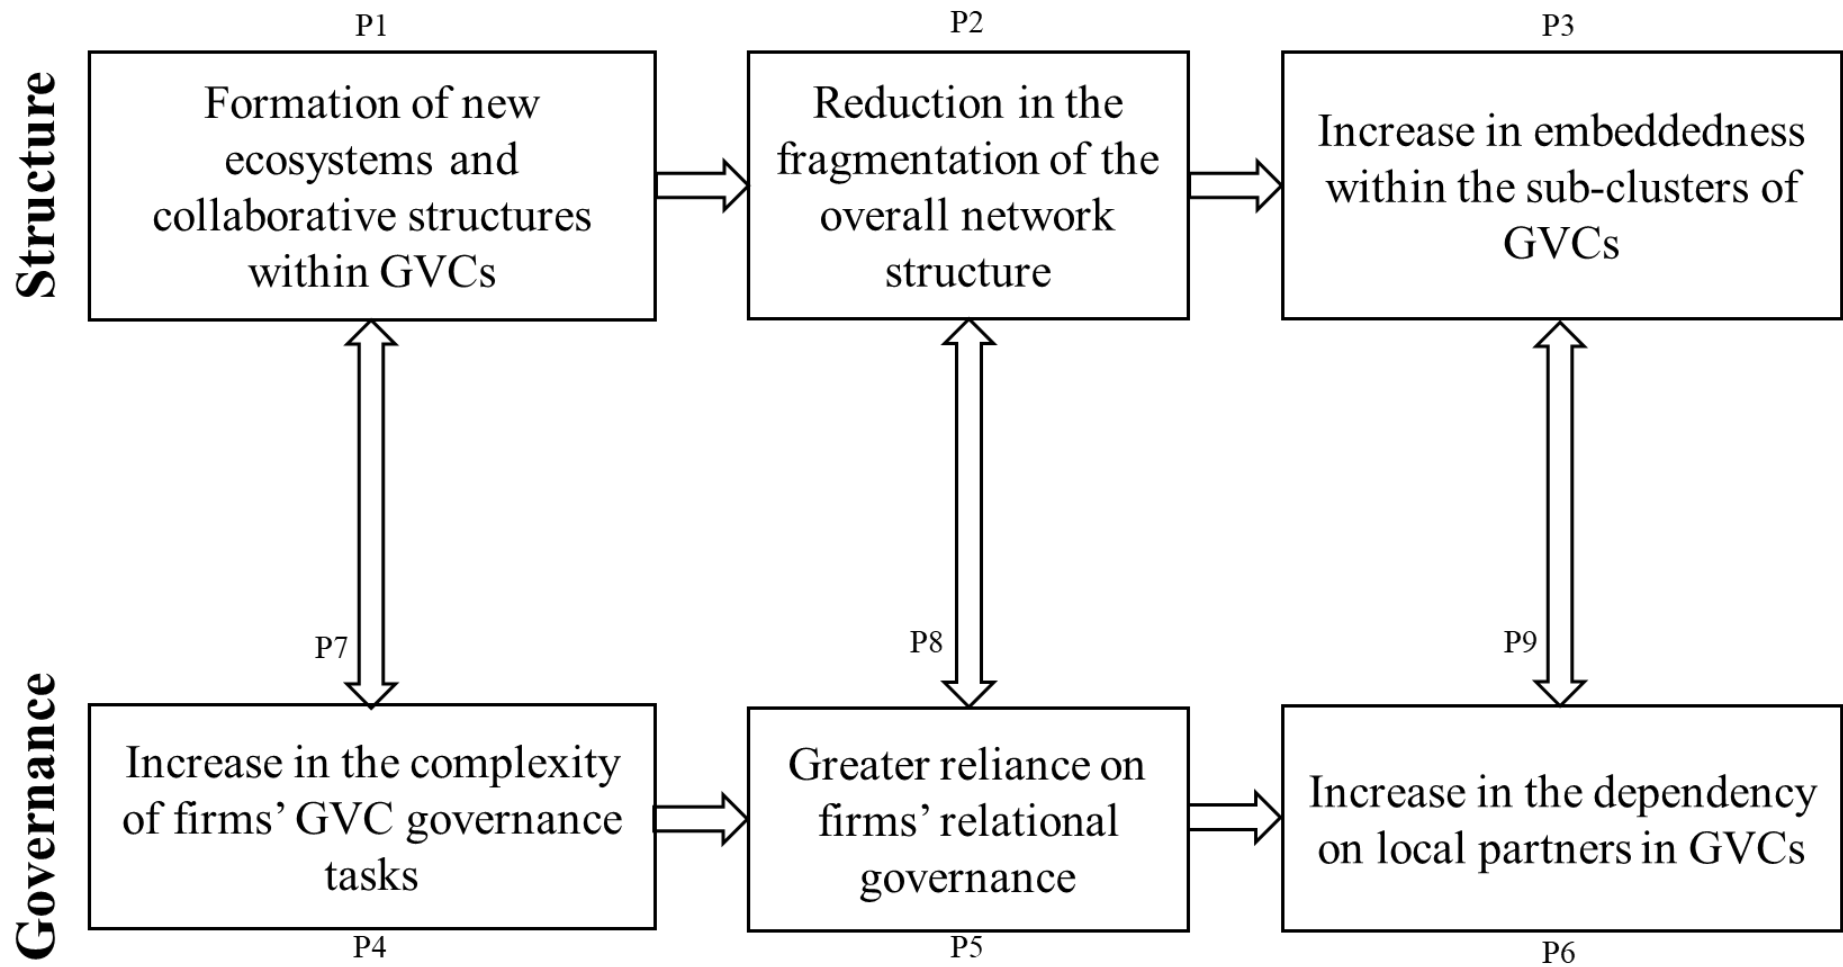 P1
P2
P3
Structure
Formation of new
ecosystems and
collaborative structures
within GVCs
Reduction in the
fragmentation of the
overall network
structure
Increase in embeddedness
within the sub-clusters of
GVCs
P7
P8
P9
Governance
Increase in the complexity
of firms’ GVC governance
tasks
Greater reliance on
firms’ relational
governance
Increase in the dependency
on local partners in GVCs
P4
P5
P6